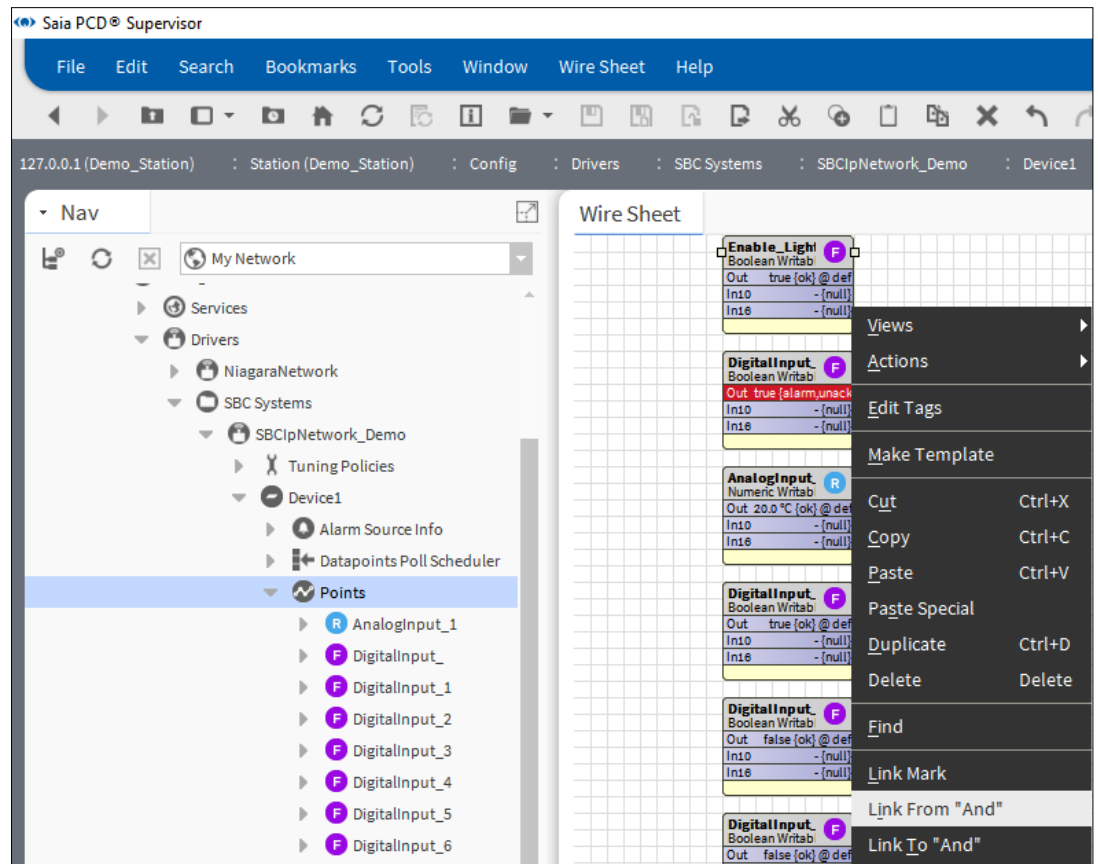 Saia PCD® Supervisor
File Edit Search Bookmarks Tools Window Wire Sheet Help
127.0.0.1 (Demo_Station) : Station (Demo_Station) : Config : Drivers : SBC Systems : SBCIpNetwork_Demo : Device1
Nav
My Network
Services
Drivers
NiagaraNetwork
SBC Systems
SBCIpNetwork_Demo
Tuning Policies
Device1
Alarm Source Info
Datapoints Poll Scheduler
Points
R AnalogInput_1
F DigitalInput_
F DigitalInput_1
F DigitalInput_2
F DigitalInput_3
F DigitalInput_4
F DigitalInput_5
F DigitalInput_6
Wire Sheet
Enable_Light F
Boolean Writab
Out true {ok} @ def
In10 - {null}
In16 - {null}
DigitalInput_ F
Boolean Writab
Out true {alarm,unack
In10 - {null}
In16 - {null}
AnalogInput_ R
Numeric Writab
Out 20.0 °C {ok} @ def
In10 - {null}
In16 - {null}
DigitalInput_ F
Boolean Writab
Out true {ok} @ def
In10 - {null}
In16 - {null}
DigitalInput_ F
Boolean Writab
Out false {ok} @ def
In10 - {null}
In16 - {null}
DigitalInput_ F
Boolean Writab
Out false {ok} @ def
Views
Actions
Edit Tags
Make Template
Cut Ctrl+X
Copy Ctrl+C
Paste Ctrl+V
Paste Special
Duplicate Ctrl+D
Delete Delete
Find
Link Mark
Link From "And"
Link To "And"